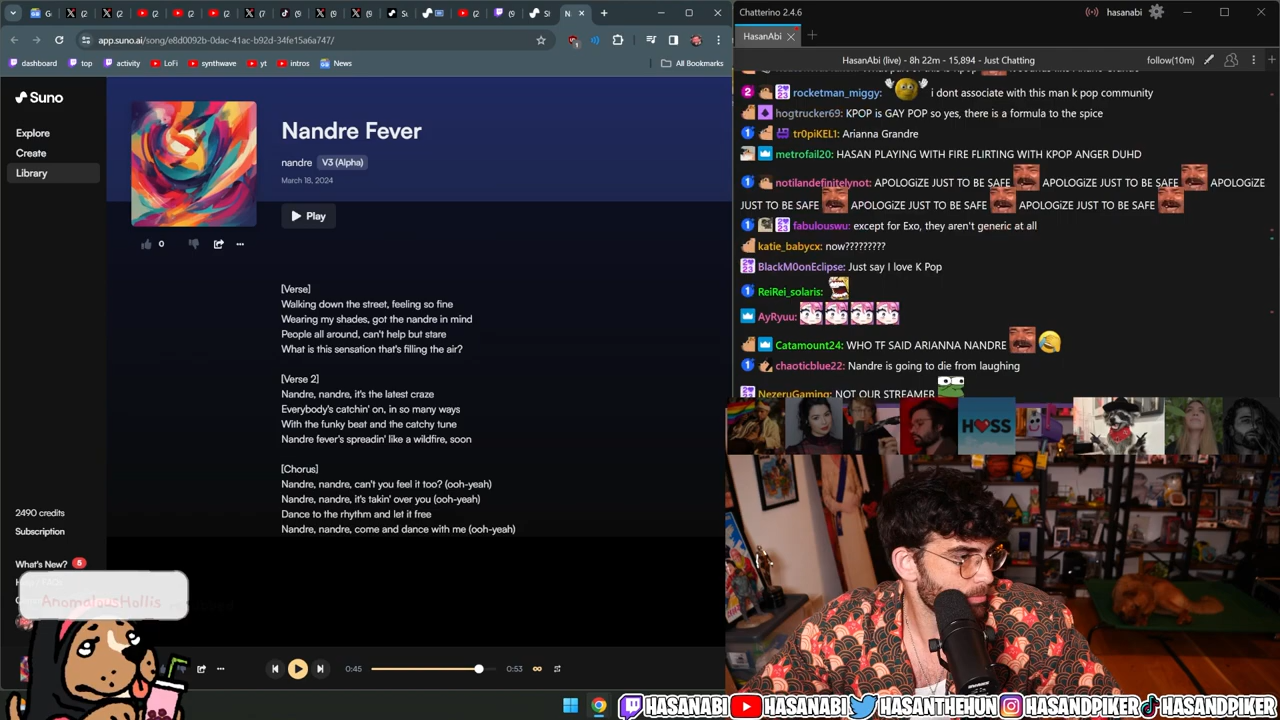 app.suno.ai/song/e8d0092b-0dac-41ac-b92d-34fe15a6a747/
dashboard
top
activity
LoFi
synthwave
yt
intros
News
All Bookmarks
Suno
Explore
Create
Library
2490 credits
Subscription
What's New?
5
AnomalousHollis
Nandre Fever
nandre
V3 (Alpha)
March 18, 2024
Play
0
[Verse]
Walking down the street, feeling so fine
Wearing my shades, got the nandre in mind
People all around, can't help but stare
What is this sensation that's filling the air?
[Verse 2]
Nandre, nandre, it's the latest craze
Everybody's catchin' on, in so many ways
With the funky beat and the catchy tune
Nandre fever's spreadin' like a wildfire, soon
[Chorus]
Nandre, nandre, can't you feel it too? (ooh-yeah)
Nandre, nandre, it's takin' over you (ooh-yeah)
Dance to the rhythm and let it free
Nandre, nandre, come and dance with me (ooh-yeah)
0:45
0:53
Chatterino 2.4.6
hasanabi
HasanAbi
HasanAbi (live) - 8h 22m - 15,894 - Just Chatting
follow(10m)
rocketman_miggy: i dont associate with this man k pop community
hogtrucker69: KPOP is GAY POP so yes, there is a formula to the spice
tr0piKEL1: Arianna Grandre
metrofail20: HASAN PLAYING WITH FIRE FLIRTING WITH KPOP ANGER DUHD
notilandefinitelynot: APOLOGiZE JUST TO BE SAFE APOLOGiZE JUST TO BE SAFE APOLOGiZE
JUST TO BE SAFE APOLOGiZE JUST TO BE SAFE APOLOGiZE JUST TO BE SAFE
fabulouswu: except for Exo, they aren't generic at all
katie_babycx: now?????????
BlackM0onEclipse: Just say I love K Pop
ReiRei_solaris:
AyRyuu:
Catamount24: WHO TF SAID ARIANNA NANDRE
chaoticblue22: Nandre is going to die from laughing
NezeruGaming: NOT OUR STREAMER
HOSS
HASANABI
HASANABI
HASANTHEHUN
HASANDPIKER
HASANDPIKER